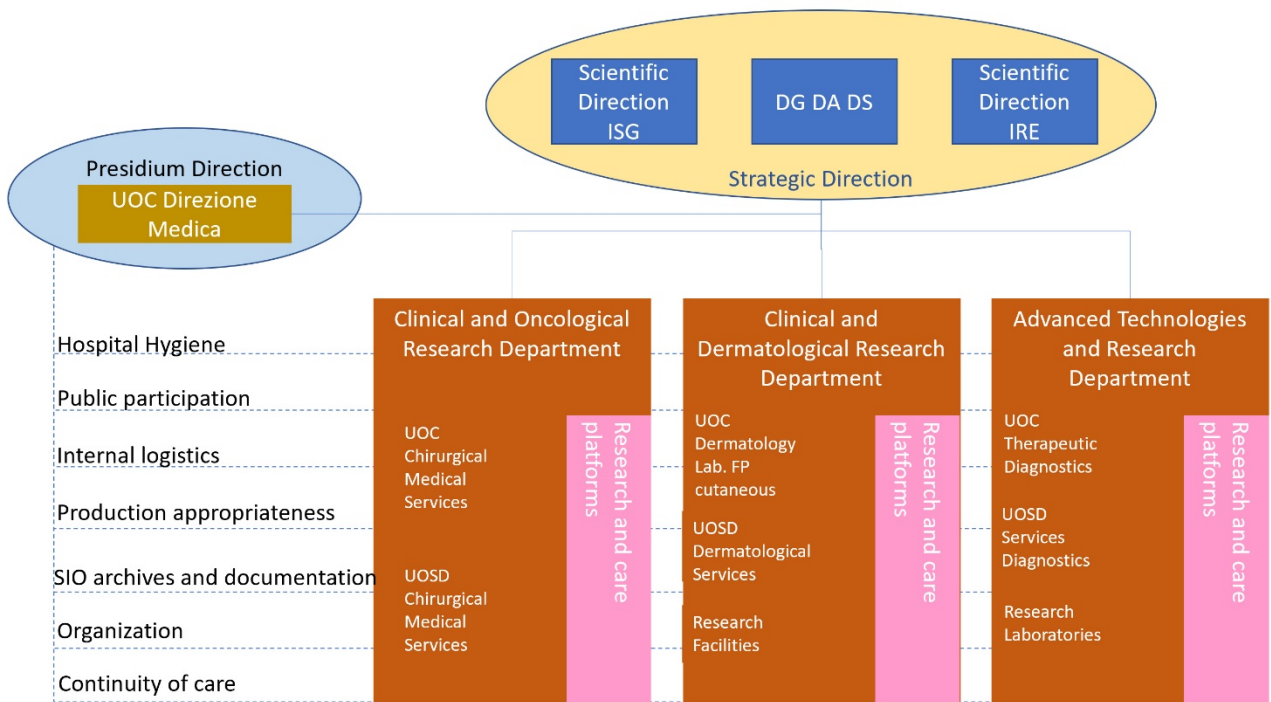 Scientific
Direction
ISG
DG DA DS
Scientific
Direction
IRE
Strategic Direction
Presidium Direction
UOC Direzione
Medica
Hospital Hygiene
Public participation
Internal logistics
Production appropriateness
SIO archives and documentation
Organization
Continuity of care
Clinical and Oncological
Research Department
UOC
Chirurgical
Medical
Services
UOSD
Chirurgical
Medical
Services
Research and care
platforms
Clinical and
Dermatological Research
Department
UOC
Dermatology
Lab. FP
cutaneous
UOSD
Dermatological
Services
Research
Facilities
Research and care
platforms
Advanced Technologies
and Research
Department
UOC
Therapeutic
Diagnostics
UOSD
Services
Diagnostics
Research
Laboratories
Research and care
platforms